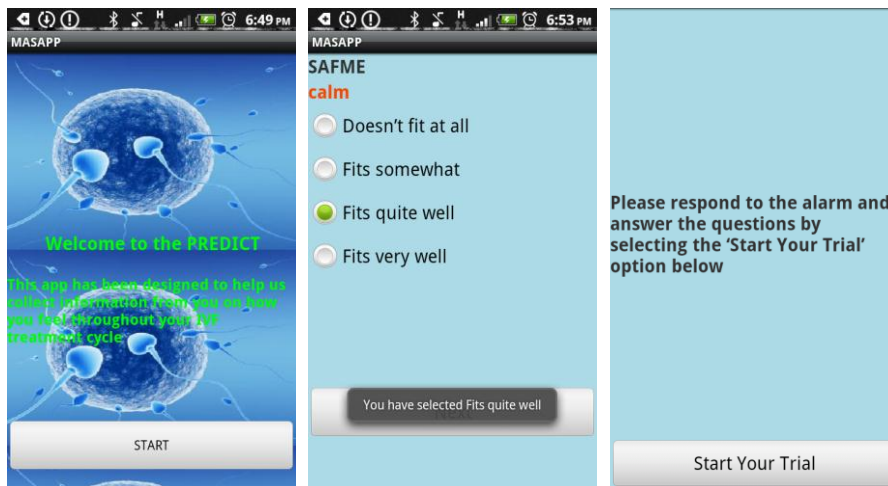 6:49 PM
MASAPP
Welcome to the PREDICT
This app has been designed to help us
collect information from you on how
you feel throughout your IVF
treatment cycle
START
H
6:53 PM
MASAPP
SAFME
calm
Doesn't fit at all
Fits somewhat
Fits quite well
Fits very well
You have selected Fits quite well
Please respond to the alarm and
answer the questions by
selecting the ‘Start Your Trial’
option below
Start Your Trial